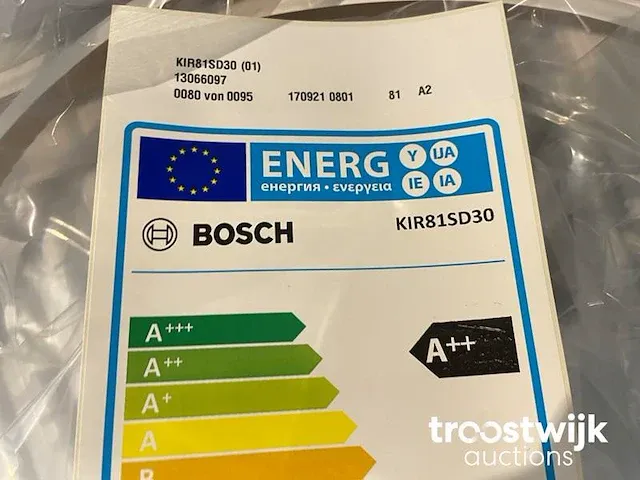 KIR81SD30 (01)
13066097
0080 von 0095 170921 0801 81 A2
ENERG Y IJA
IE IA
енергия • ενεργεια
BOSCH KIR81SD30
A+++
A++
A++
A+
A
B
troostwijk
auctions